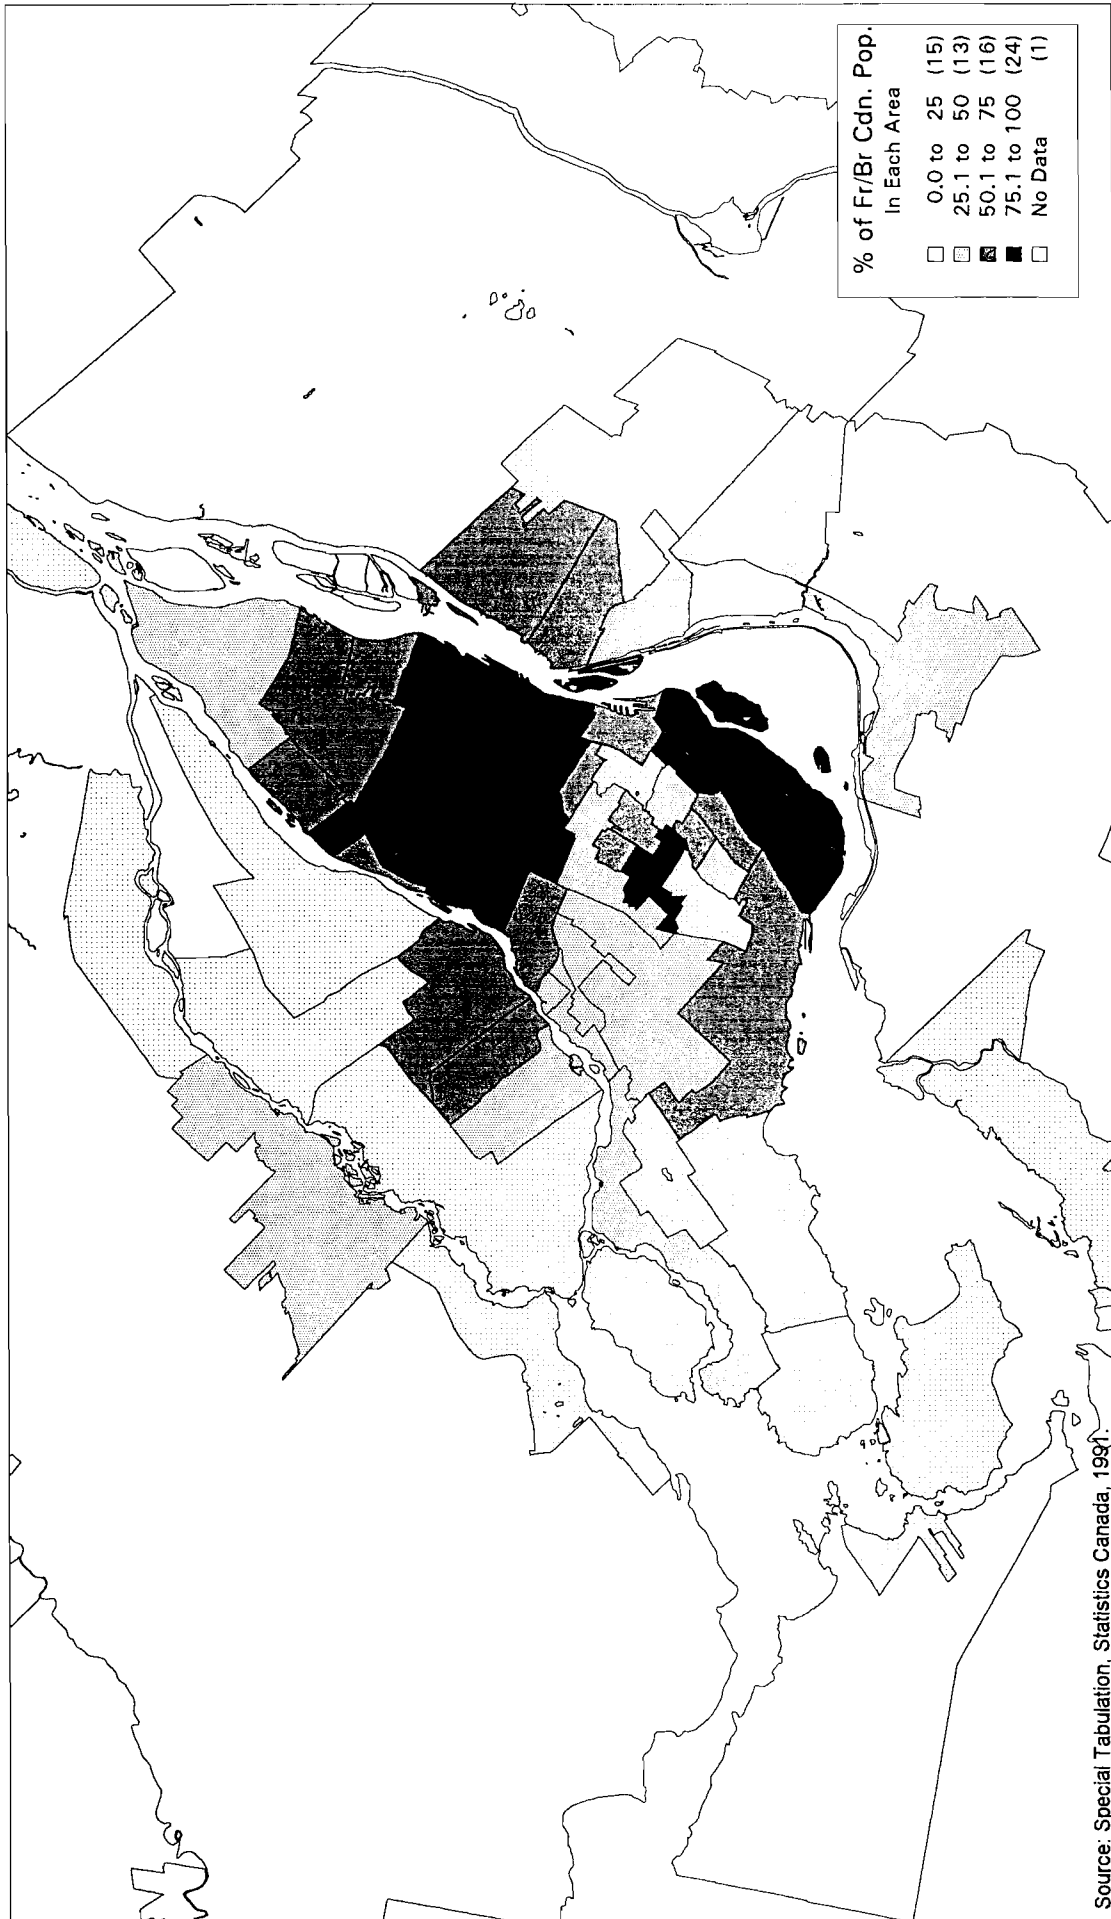 % of Fr/Br Cdn. Pop.
In Each Area
0.0 to 25 (15)
25.1 to 50 (13)
50.1 to 75 (16)
75.1 to 100 (24)
No Data (1)
Source: Special Tabulation, Statistics Canada, 1991.